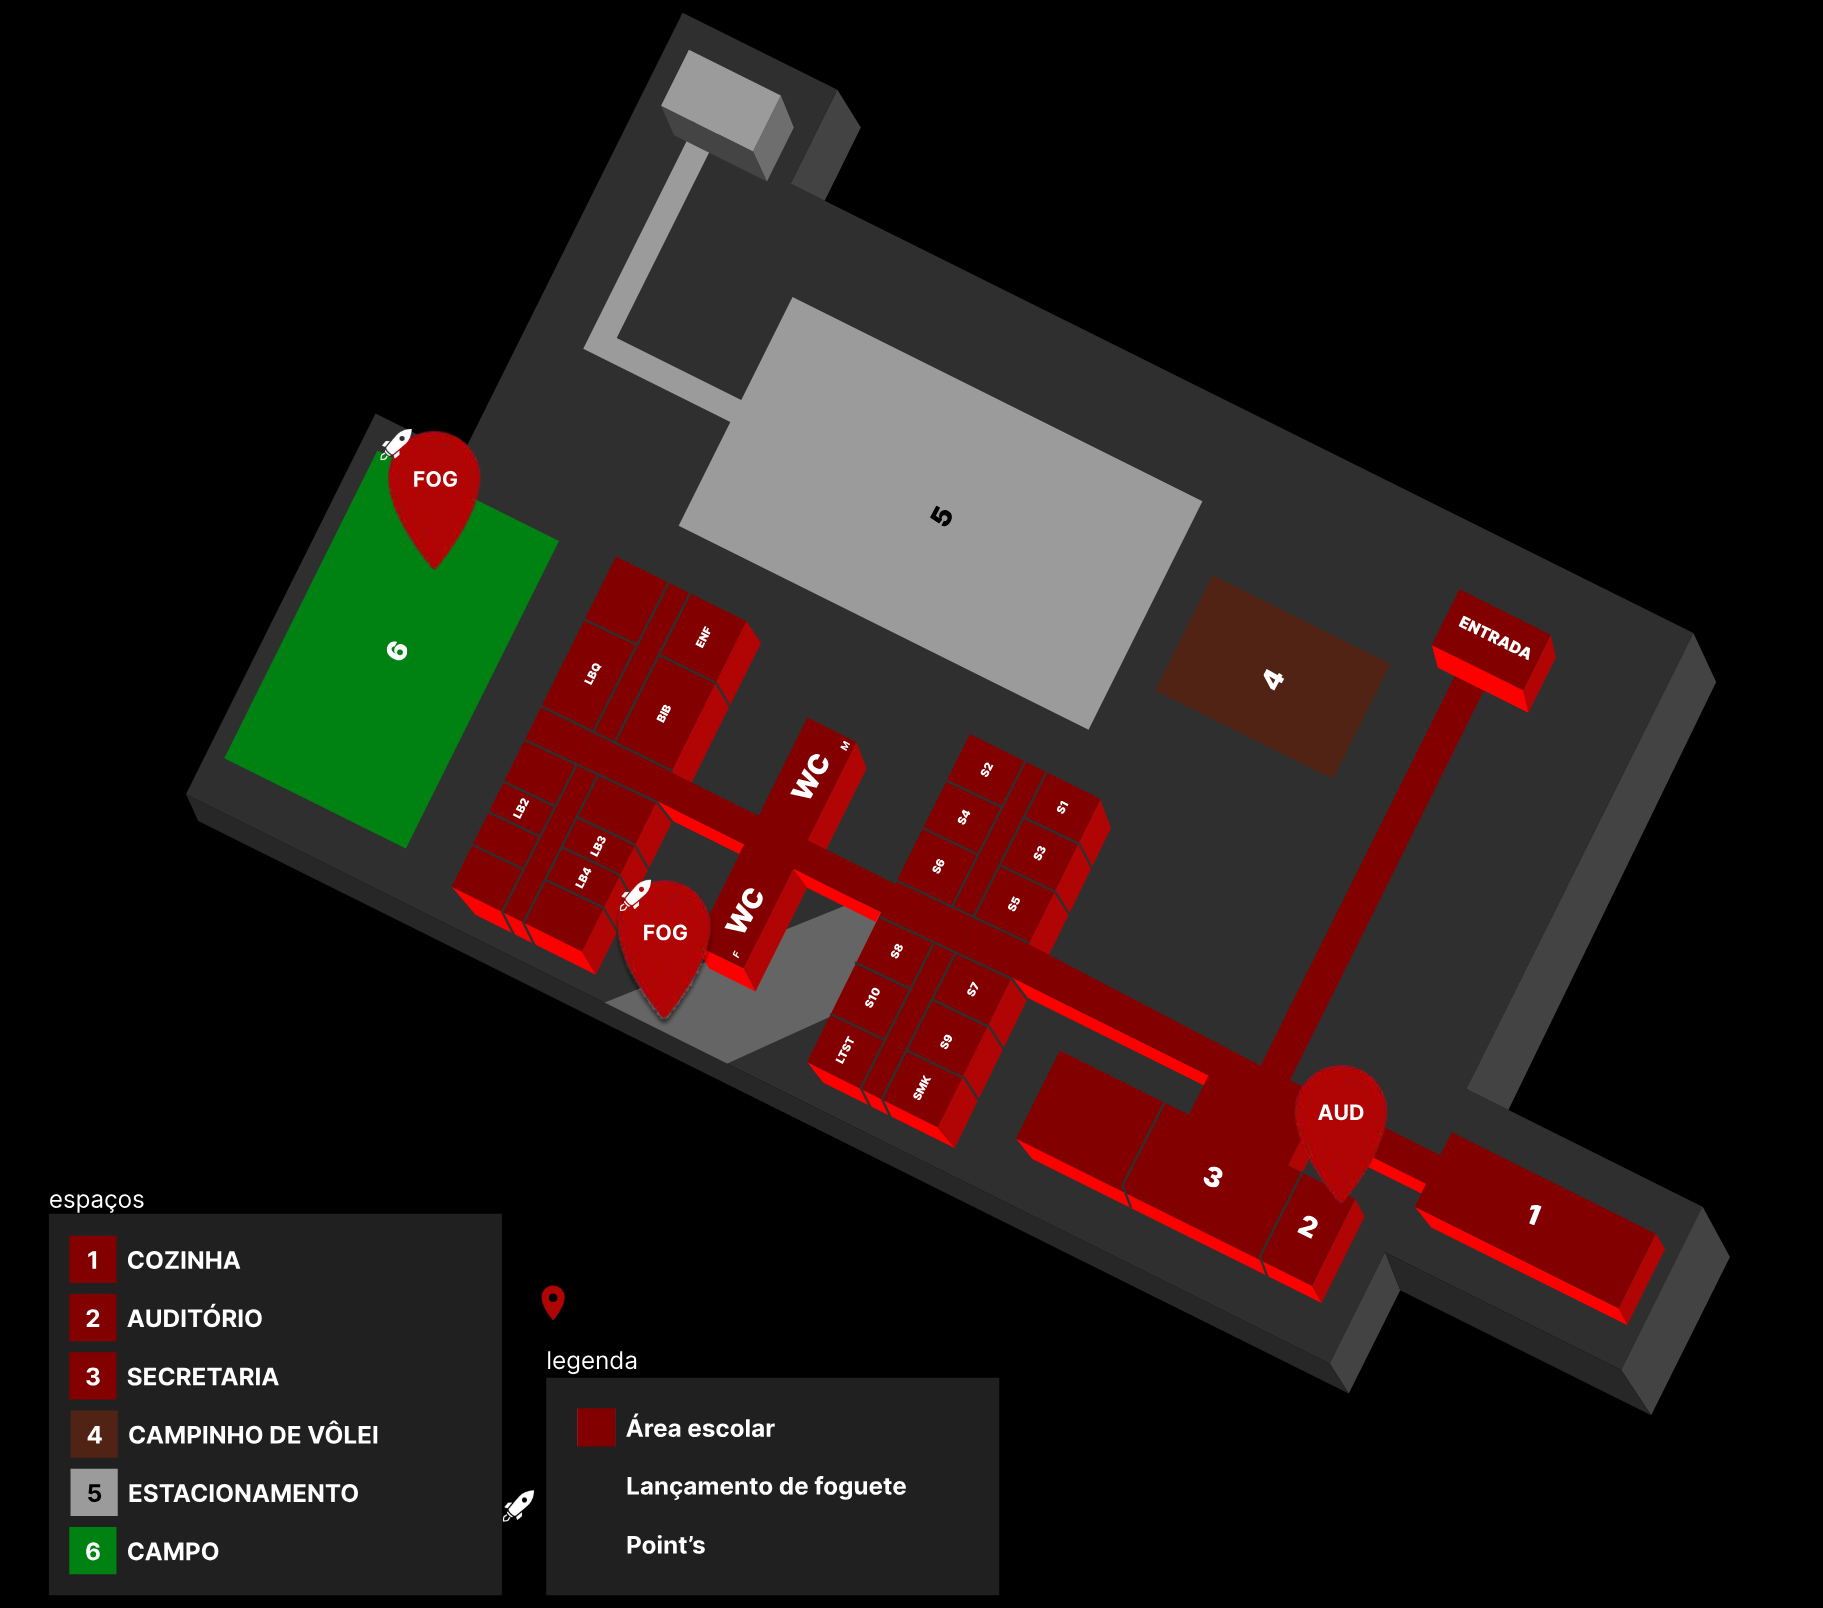 FOG
6
5
4
ENTRADA
ENF
LBQ
BIB
WC M
S2
S1
LB2
S4
LB3
S3
S6
LB4
S5
WC F
FOG
S8
S7
S10
S9
LTST
SMK
AUD
3
2
1
espaços
1 COZINHA
2 AUDITÓRIO
3 SECRETARIA
4 CAMPINHO DE VÔLEI
5 ESTACIONAMENTO
6 CAMPO
legenda
Área escolar
Lançamento de foguete
Point’s